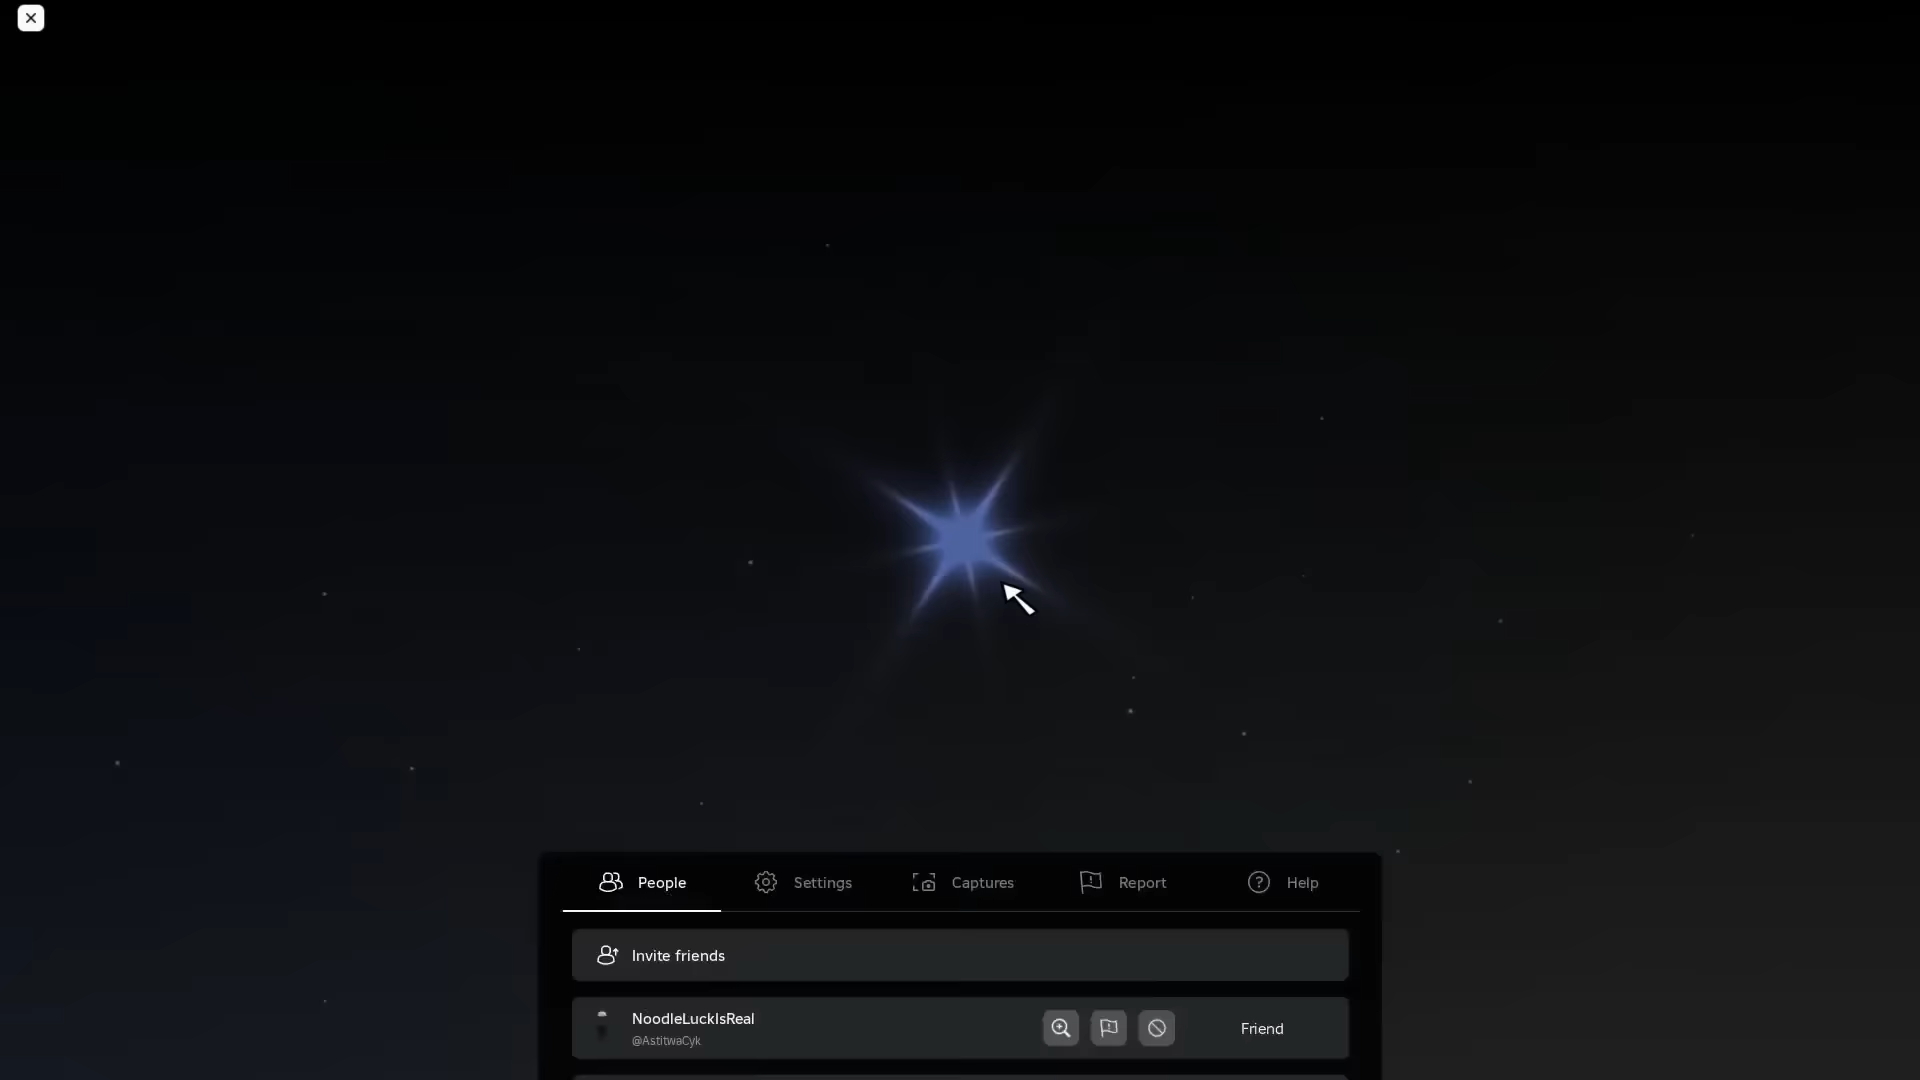 People
Settings
Captures
Report
Help
Invite friends
NoodleLuckIsReal
@AstitwaCyk
Friend